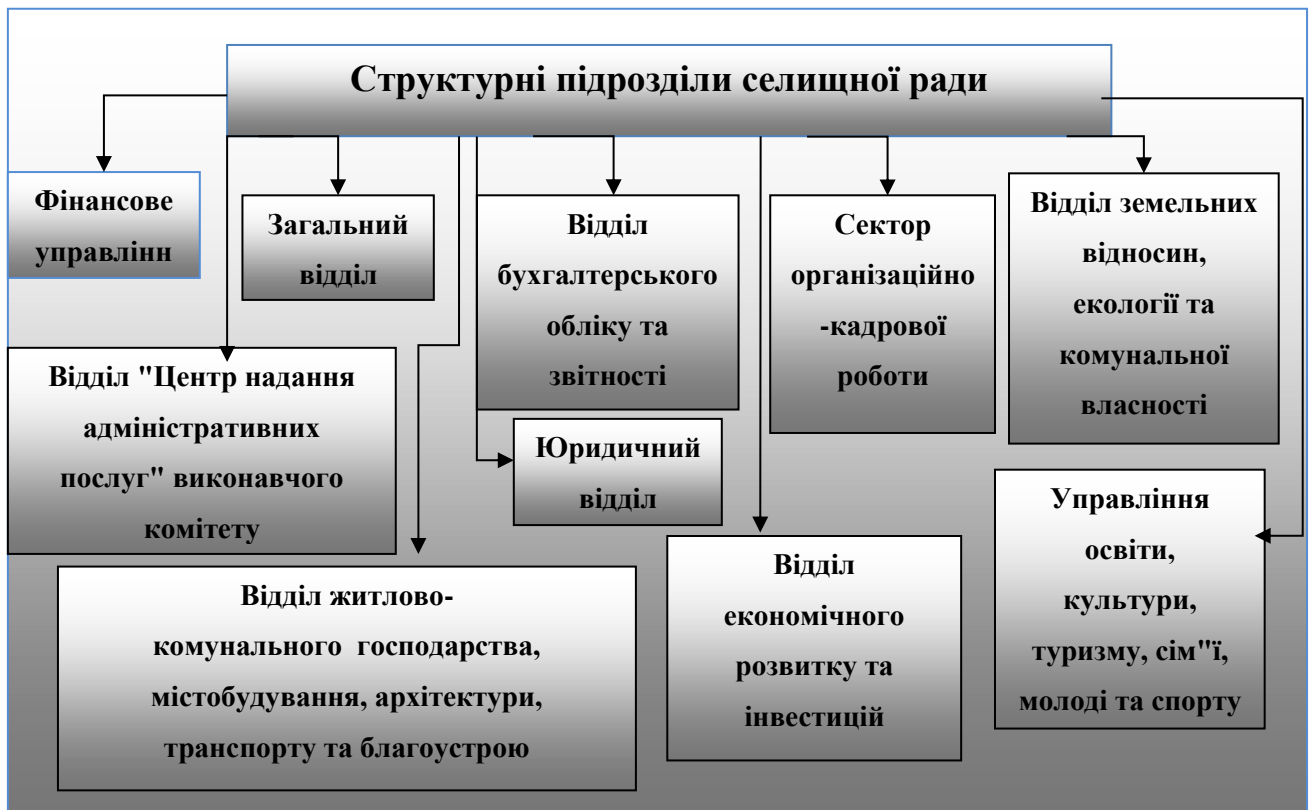 Структурні підрозділи селищної ради
Фінансове
управлінн
Загальний
відділ
Відділ
бухгалтерського
обліку та
звітності
Сектор
організаційно
-кадрової
роботи
Відділ земельних
відносин,
екології та
комунальної
власності
Відділ "Центр надання
адміністративних
послуг" виконавчого
комітету
Юридичний
відділ
Управління
освіти,
культури,
туризму, сім"ї,
молоді та спорту
Відділ житлово-
комунального господарства,
містобудування, архітектури,
транспорту та благоустрою
Відділ
економічного
розвитку та
інвестицій